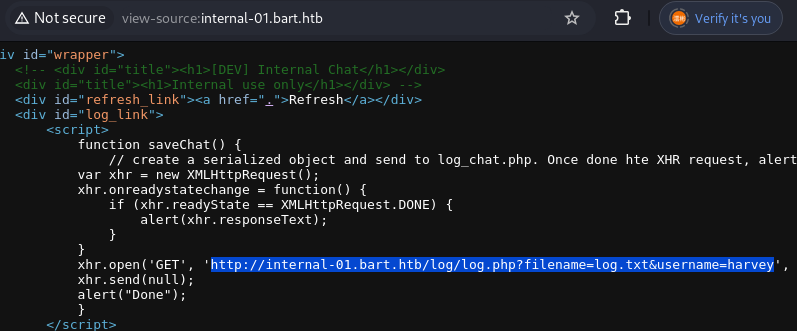 Not secure view-source:internal-01.bart.htb Verify it's you
iv id="wrapper">
<!-- <div id="title"><h1>[DEV] Internal Chat</h1></div>
<div id="title"><h1>Internal use only</h1></div> -->
<div id="refresh_link"><a href=".">Refresh</a></div>
<div id="log_link">
<script>
function saveChat() {
// create a serialized object and send to log_chat.php. Once done hte XHR request, alert
var xhr = new XMLHttpRequest();
xhr.onreadystatechange = function() {
if (xhr.readyState == XMLHttpRequest.DONE) {
alert(xhr.responseText);
}
}
xhr.open('GET', 'http://internal-01.bart.htb/log/log.php?filename=log.txt&username=harvey',
xhr.send(null);
alert("Done");
}
</script>